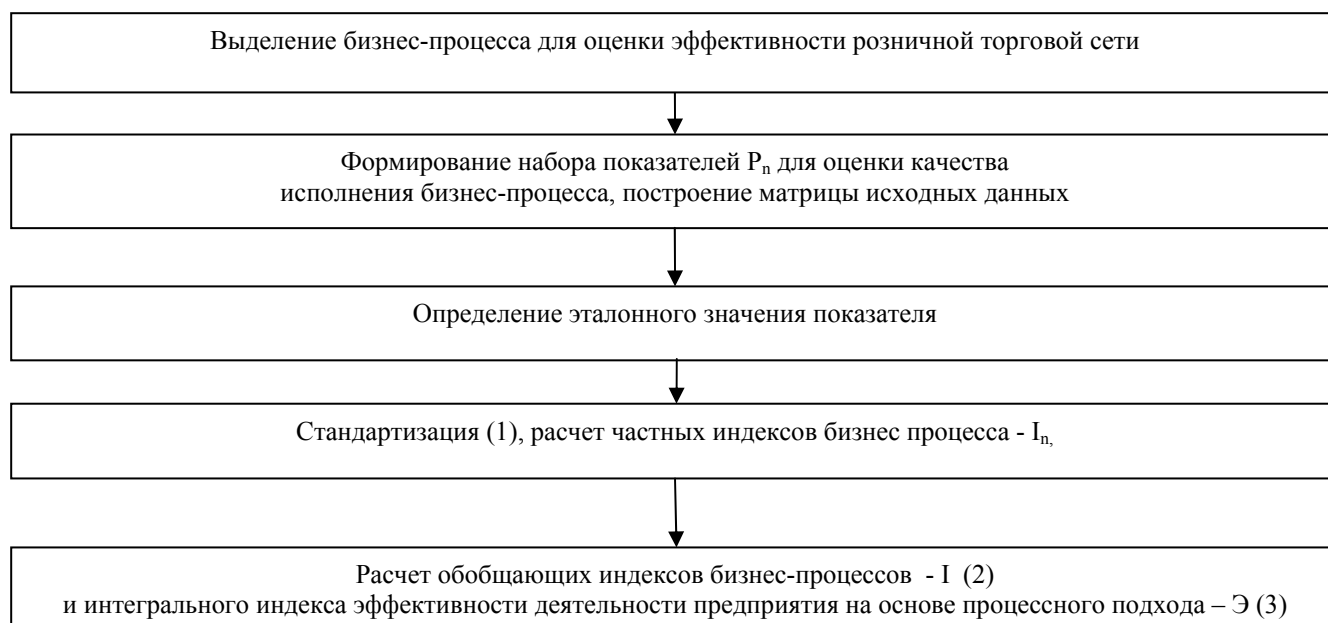 Выделение бизнес-процесса для оценки эффективности розничной торговой сети
Формирование набора показателей Pₙ для оценки качества
исполнения бизнес-процесса, построение матрицы исходных данных
Определение эталонного значения показателя
Стандартизация (1), расчет частных индексов бизнес процесса - Iₙ,
Расчет обобщающих индексов бизнес-процессов - I (2)
и интегрального индекса эффективности деятельности предприятия на основе процессного подхода – Э (3)